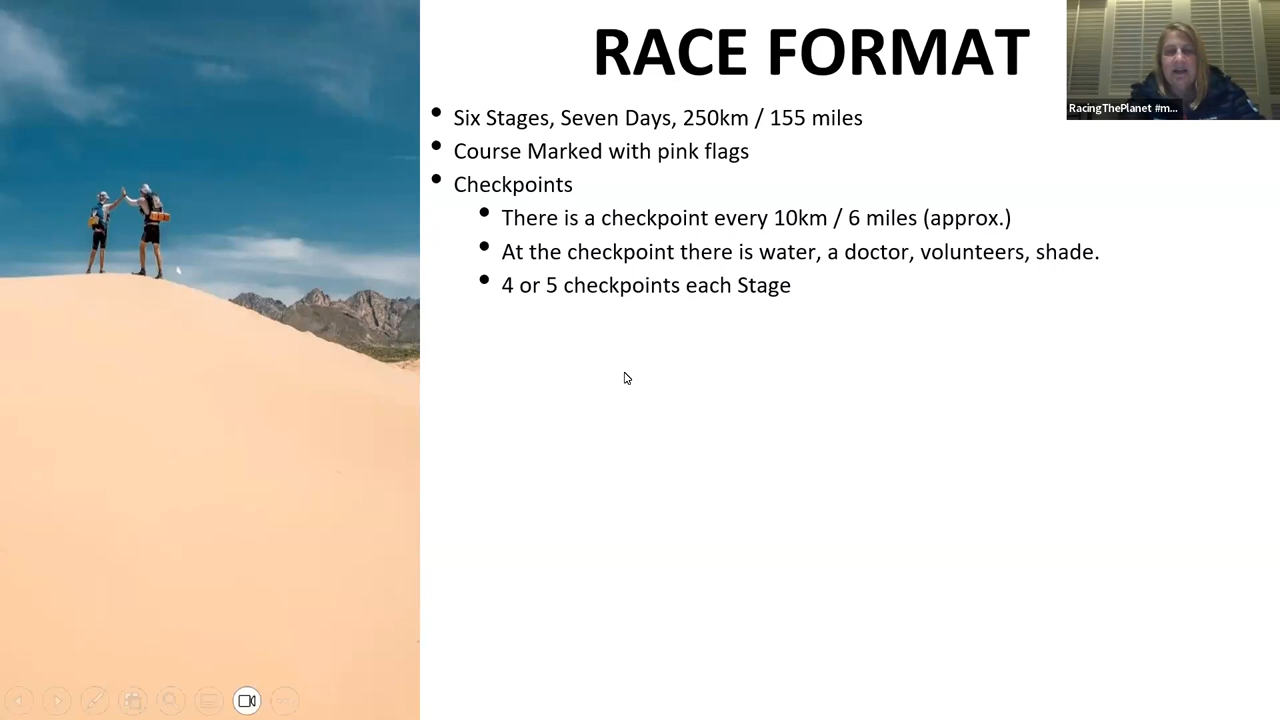 RACE FORMAT
RacingThePlanet #m...
• Six Stages, Seven Days, 250km / 155 miles
• Course Marked with pink flags
• Checkpoints
• There is a checkpoint every 10km / 6 miles (approx.)
• At the checkpoint there is water, a doctor, volunteers, shade.
• 4 or 5 checkpoints each Stage